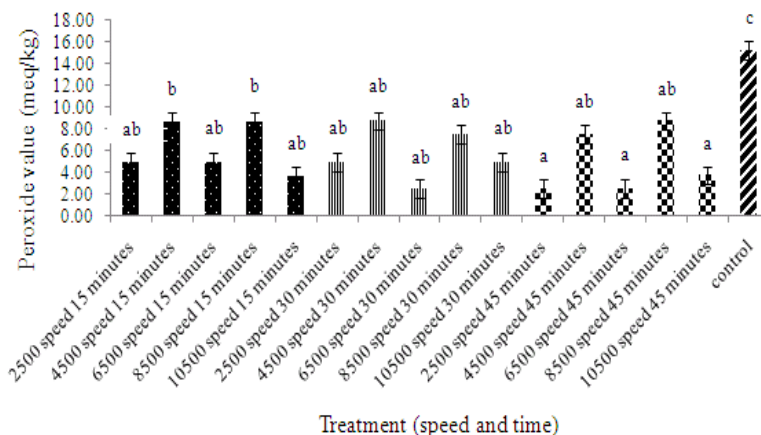 Peroxide value (meq/kg)
18.00
16.00
14.00
12.00
10.00
8.00
6.00
4.00
2.00
0.00
ab
b
ab
b
ab
ab
ab
ab
ab
ab
a
ab
a
ab
a
c
2500 speed 15 minutes
4500 speed 15 minutes
6500 speed 15 minutes
8500 speed 15 minutes
10500 speed 15 minutes
2500 speed 30 minutes
4500 speed 30 minutes
6500 speed 30 minutes
8500 speed 30 minutes
10500 speed 30 minutes
2500 speed 45 minutes
4500 speed 45 minutes
6500 speed 45 minutes
8500 speed 45 minutes
10500 speed 45 minutes
control
Treatment (speed and time)